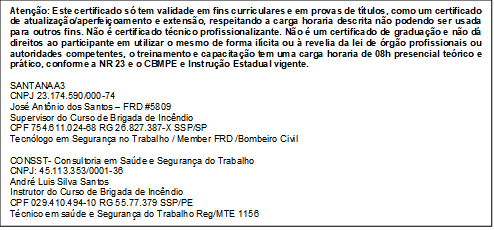 Atenção: Este certificado só tem validade em fins curriculares e em provas de títulos, como um certificado
de atualização/aperfeiçoamento e extensão, respeitando a carga horaria descrita não podendo ser usada
para outros fins. Não é certificado técnico profissionalizante. Não é um certificado de graduação e não dá
direitos ao participante em utilizar o mesmo de forma ilícita ou à revelia da lei de órgão profissionais ou
autoridades competentes, o treinamento e capacitação tem uma carga horaria de 08h presencial teórico e
prático, conforme a NR 23 e o CBMPE e Instrução Estadual vigente.
SANTANAA3
CNPJ 23.174.590/000-74
José Antônio dos Santos – FRD #5809
Supervisor do Curso de Brigada de Incêndio
CPF 754.611.024-68 RG 26.827.387-X SSP/SP
Tecnólogo em Segurança no Trabalho / Member FRD /Bombeiro Civil
CONSST- Consultoria em Saúde e Segurança do Trabalho
CNPJ: 45.113.353/0001-36
André Luis Silva Santos
Instrutor do Curso de Brigada de Incêndio
CPF 029.410.494-10 RG 55.77.379 SSP/PE
Técnico em saúde e Segurança do Trabalho Reg/MTE 1156